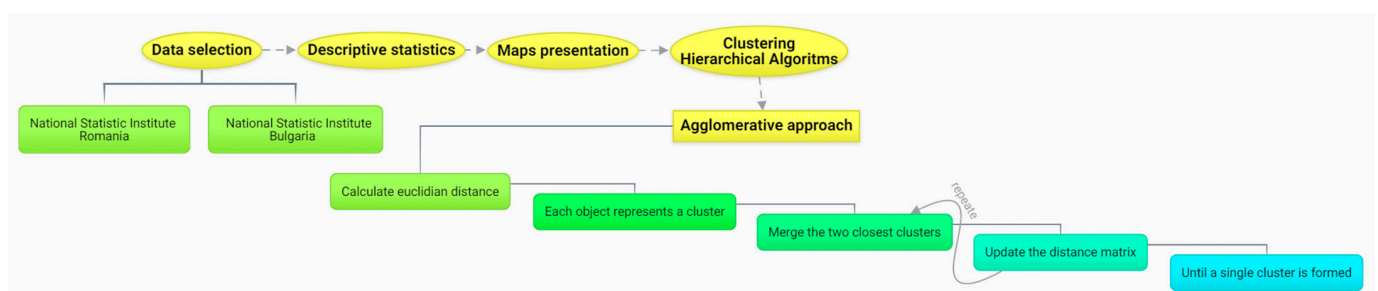 Data selection
Descriptive statistics
Maps presentation
Clustering
Hierarchical Algoritms
National Statistic Institute
Romania
National Statistic Institute
Bulgaria
Agglomerative approach
Calculate euclidian distance
Each object represents a cluster
Merge the two closest clusters
repeate
Update the distance matrix
Until a single cluster is formed